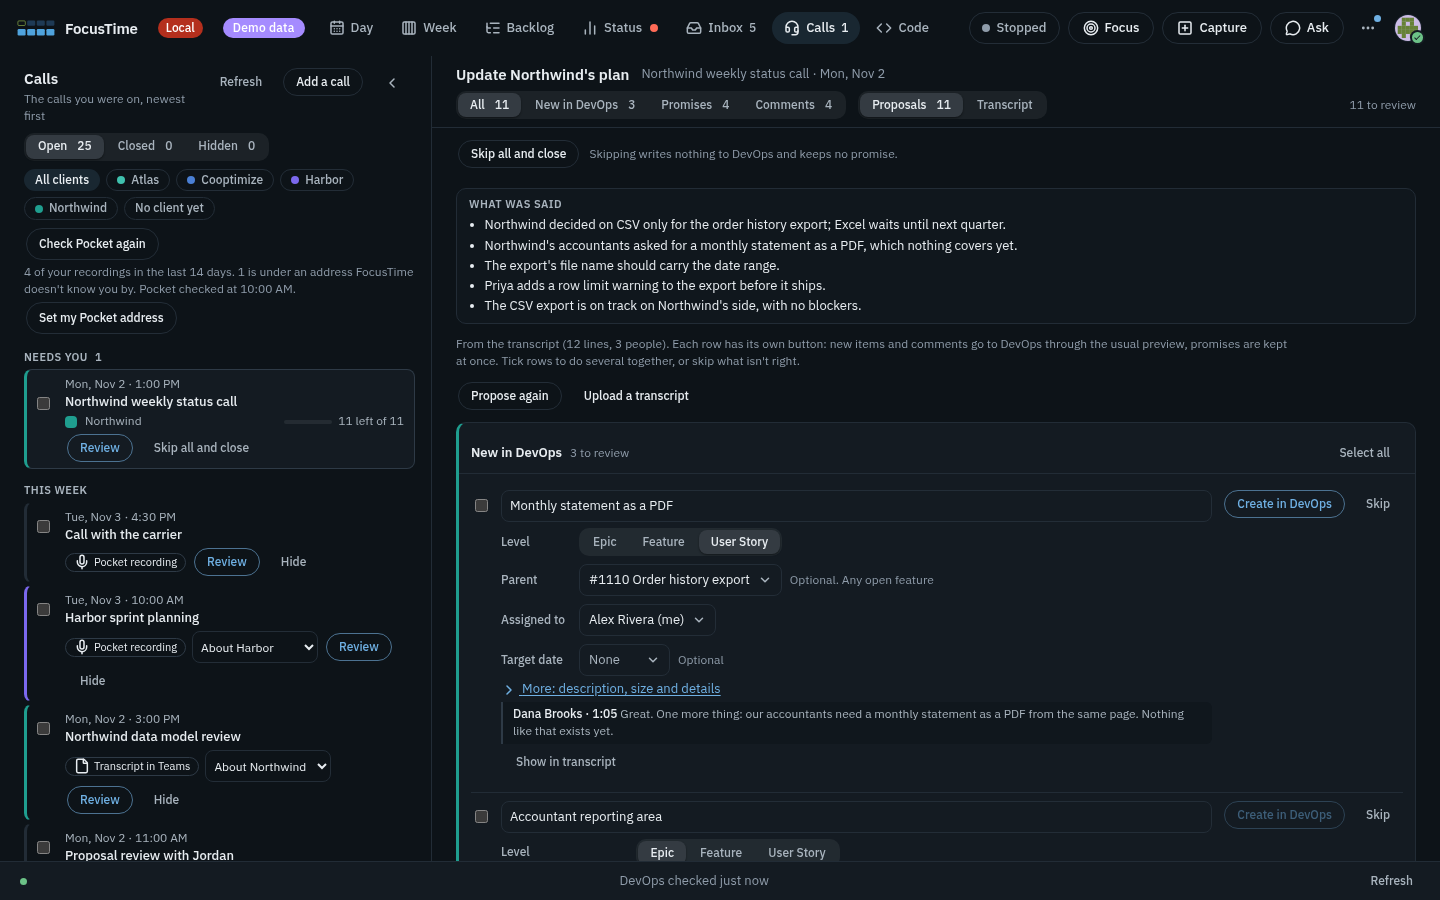 FocusTime Local Demo data Day Week Backlog Status Inbox 5 Calls 1 Code Stopped Focus Capture Ask
Calls
Refresh
Add a call
The calls you were on, newest
first
Open 25 Closed 0 Hidden 0
All clients Atlas Cooptimize Harbor
Northwind No client yet
Check Pocket again
4 of your recordings in the last 14 days. 1 is under an address FocusTime
doesn't know you by. Pocket checked at 10:00 AM.
Set my Pocket address
NEEDS YOU 1
Mon, Nov 2 · 1:00 PM
Northwind weekly status call
Northwind 11 left of 11
Review Skip all and close
THIS WEEK
Tue, Nov 3 · 4:30 PM
Call with the carrier
Pocket recording Review Hide
Tue, Nov 3 · 10:00 AM
Harbor sprint planning
Pocket recording About Harbor Review
Hide
Mon, Nov 2 · 3:00 PM
Northwind data model review
Transcript in Teams About Northwind
Review Hide
Mon, Nov 2 · 11:00 AM
Proposal review with Jordan
Update Northwind's plan Northwind weekly status call · Mon, Nov 2
All 11 New in DevOps 3 Promises 4 Comments 4 Proposals 11 Transcript 11 to review
Skip all and close Skipping writes nothing to DevOps and keeps no promise.
WHAT WAS SAID
• Northwind decided on CSV only for the order history export; Excel waits until next quarter.
• Northwind's accountants asked for a monthly statement as a PDF, which nothing covers yet.
• The export's file name should carry the date range.
• Priya adds a row limit warning to the export before it ships.
• The CSV export is on track on Northwind's side, with no blockers.
From the transcript (12 lines, 3 people). Each row has its own button: new items and comments go to DevOps through the usual preview, promises are kept
at once. Tick rows to do several together, or skip what isn't right.
Propose again Upload a transcript
New in DevOps 3 to review Select all
Monthly statement as a PDF Create in DevOps Skip
Level Epic Feature User Story
Parent #1110 Order history export Optional. Any open feature
Assigned to Alex Rivera (me)
Target date None Optional
More: description, size and details
Dana Brooks · 1:05 Great. One more thing: our accountants need a monthly statement as a PDF from the same page. Nothing
like that exists yet.
Show in transcript
Accountant reporting area Create in DevOps Skip
Level Epic Feature User Story
DevOps checked just now Refresh